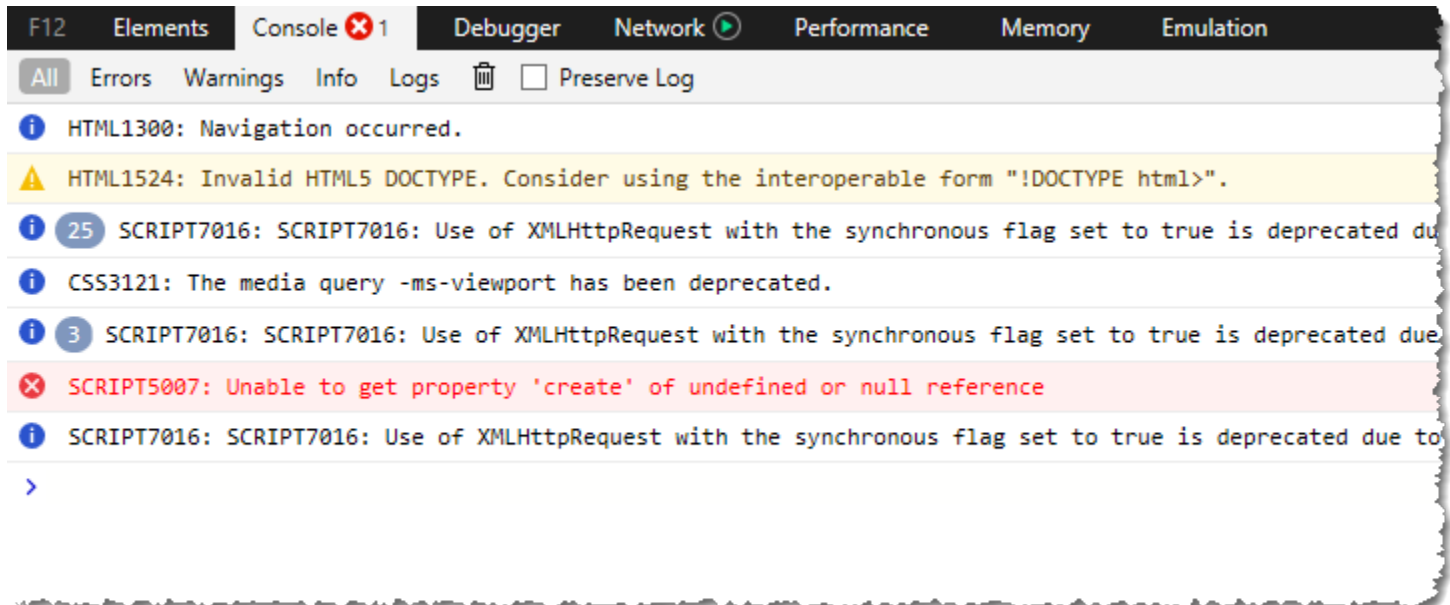 F12 Elements Console 1 Debugger Network Performance Memory Emulation
All Errors Warnings Info Logs Preserve Log
HTML1300: Navigation occurred.
HTML1524: Invalid HTML5 DOCTYPE. Consider using the interoperable form "!DOCTYPE html>".
25 SCRIPT7016: SCRIPT7016: Use of XMLHttpRequest with the synchronous flag set to true is deprecated
CSS3121: The media query -ms-viewport has been deprecated.
3 SCRIPT7016: SCRIPT7016: Use of XMLHttpRequest with the synchronous flag set to true is deprecated due
SCRIPT5007: Unable to get property 'create' of undefined or null reference
SCRIPT7016: SCRIPT7016: Use of XMLHttpRequest with the synchronous flag set to true is deprecated due to
>